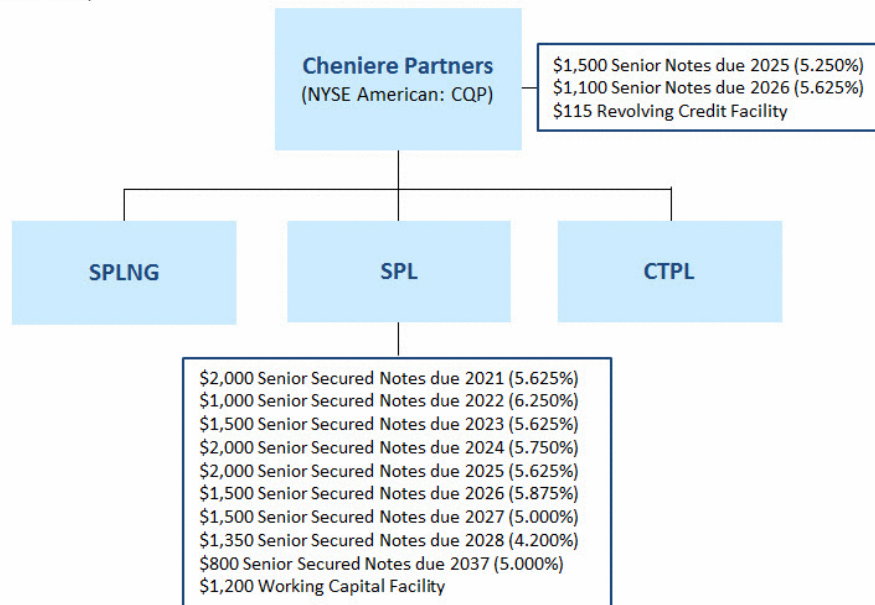 Cheniere Partners
(NYSE American: CQP)
$1,500 Senior Notes due 2025 (5.250%)
$1,100 Senior Notes due 2026 (5.625%)
$115 Revolving Credit Facility
SPLNG
SPL
CTPL
$2,000 Senior Secured Notes due 2021 (5.625%)
$1,000 Senior Secured Notes due 2022 (6.250%)
$1,500 Senior Secured Notes due 2023 (5.625%)
$2,000 Senior Secured Notes due 2024 (5.750%)
$2,000 Senior Secured Notes due 2025 (5.625%)
$1,500 Senior Secured Notes due 2026 (5.875%)
$1,500 Senior Secured Notes due 2027 (5.000%)
$1,350 Senior Secured Notes due 2028 (4.200%)
$800 Senior Secured Notes due 2037 (5.000%)
$1,200 Working Capital Facility